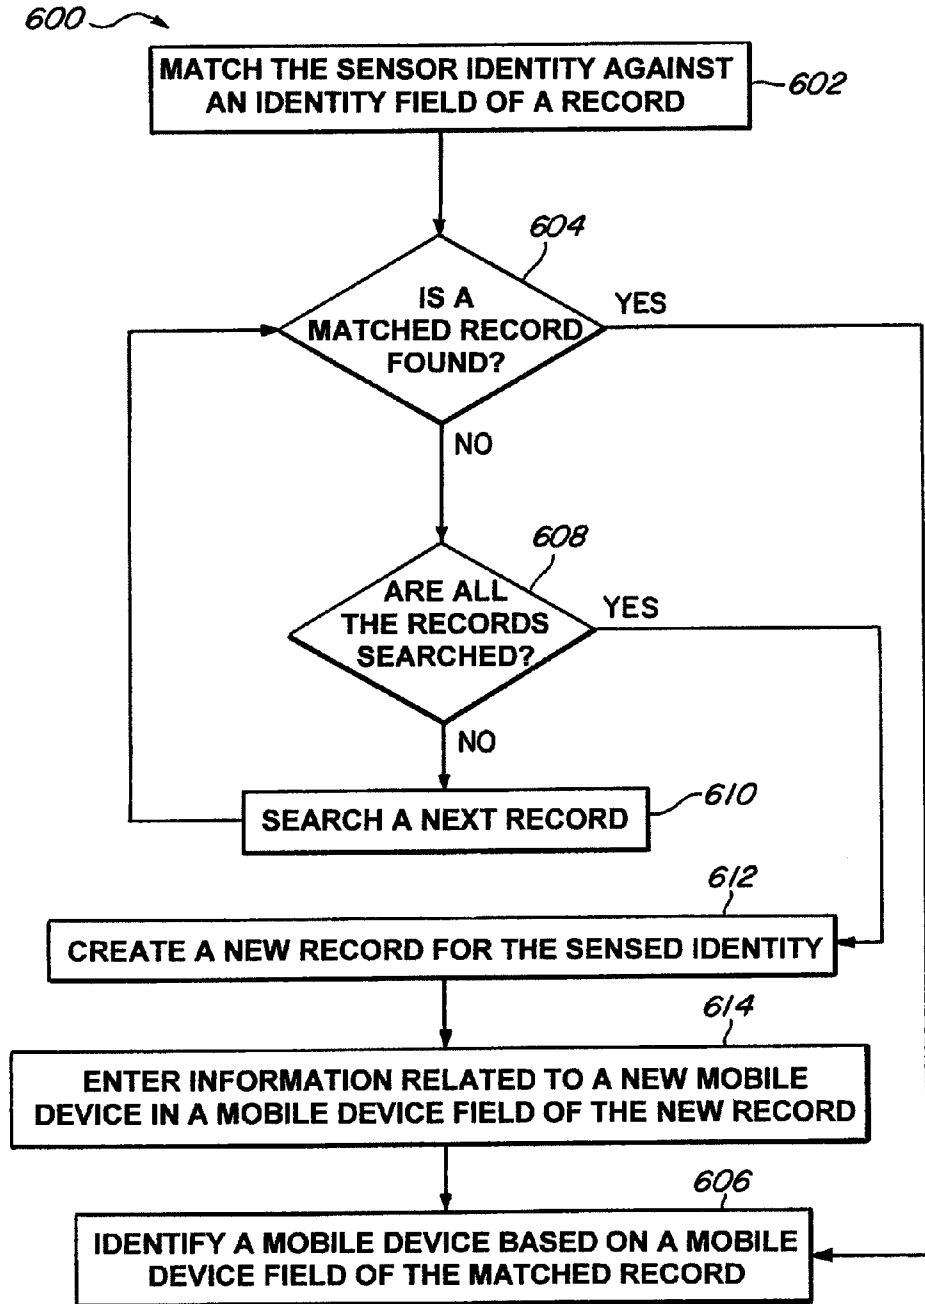 600
MATCH THE SENSOR IDENTITY AGAINST
AN IDENTITY FIELD OF A RECORD
602
604
IS A
MATCHED RECORD
FOUND?
YES
NO
608
ARE ALL
THE RECORDS
SEARCHED?
YES
NO
SEARCH A NEXT RECORD
610
612
CREATE A NEW RECORD FOR THE SENSED IDENTITY
614
ENTER INFORMATION RELATED TO A NEW MOBILE
DEVICE IN A MOBILE DEVICE FIELD OF THE NEW RECORD
606
IDENTIFY A MOBILE DEVICE BASED ON A MOBILE
DEVICE FIELD OF THE MATCHED RECORD